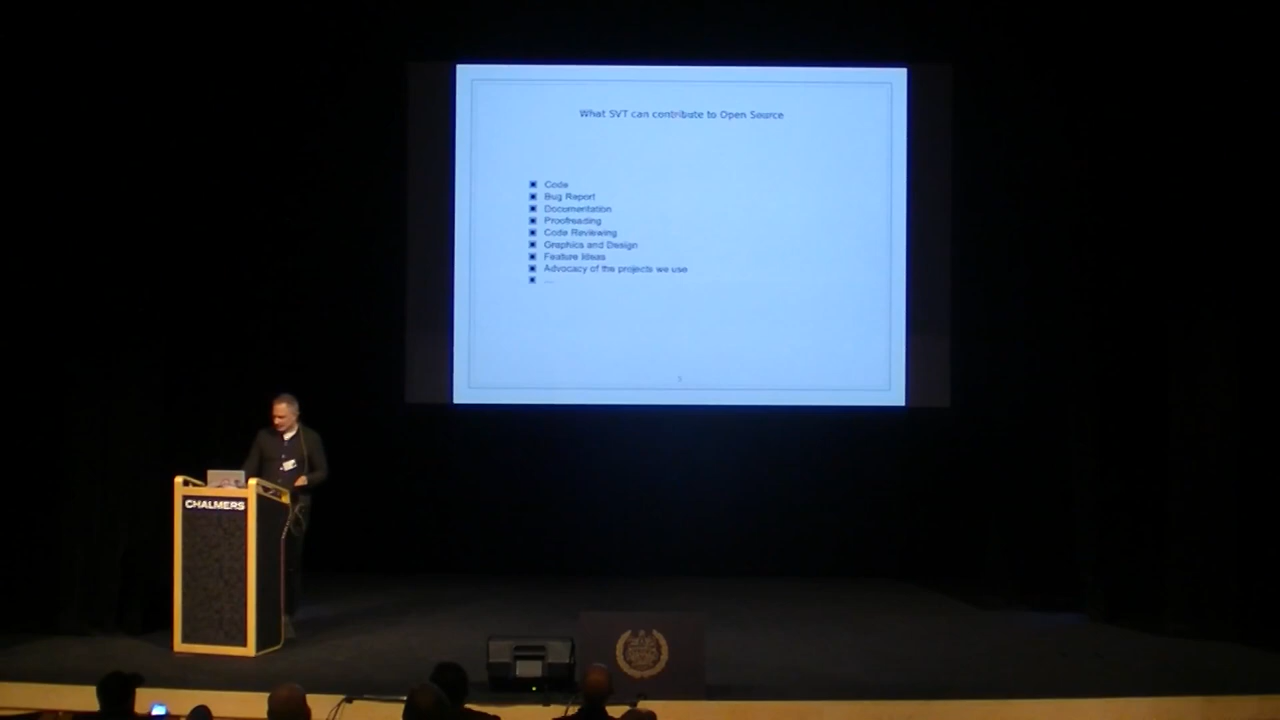 What SVT can contribute to Open Source
Code
Bug Report
Documentation
Proofreading
Code Reviewing
Graphics and Design
Feature Ideas
Advocacy of the projects we use
...
CHALMERS